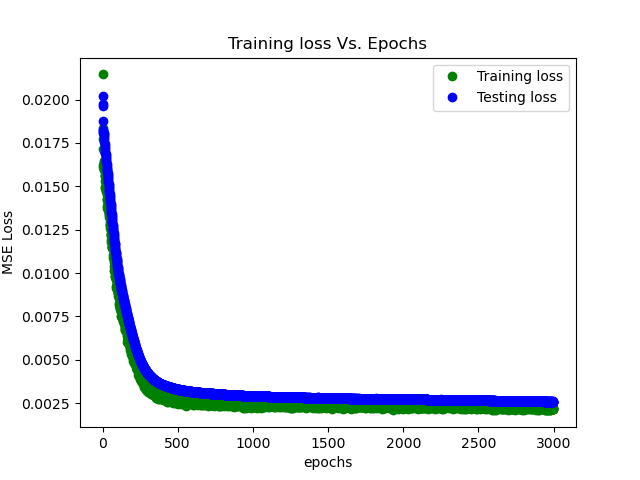 Training loss Vs. Epochs
Training loss
Testing loss
MSE Loss
0.0200
0.0175
0.0150
0.0125
0.0100
0.0075
0.0050
0.0025
0 500 1000 1500 2000 2500 3000
epochs